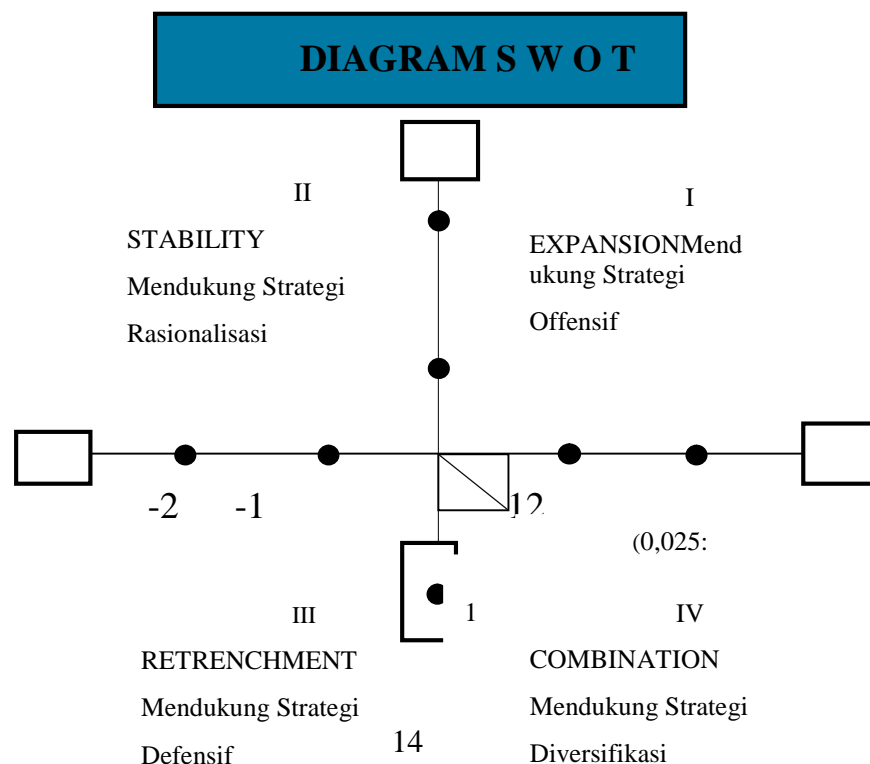 DIAGRAM S W O T
II
STABILITY
Mendukung Strategi
Rasionalisasi
I
EXPANSIONMend
ukung Strategi
Offensif
-2
-1
12
(0,025:
1
III
RETRENCHMENT
Mendukung Strategi
Defensif
14
IV
COMBINATION
Mendukung Strategi
Diversifikasi